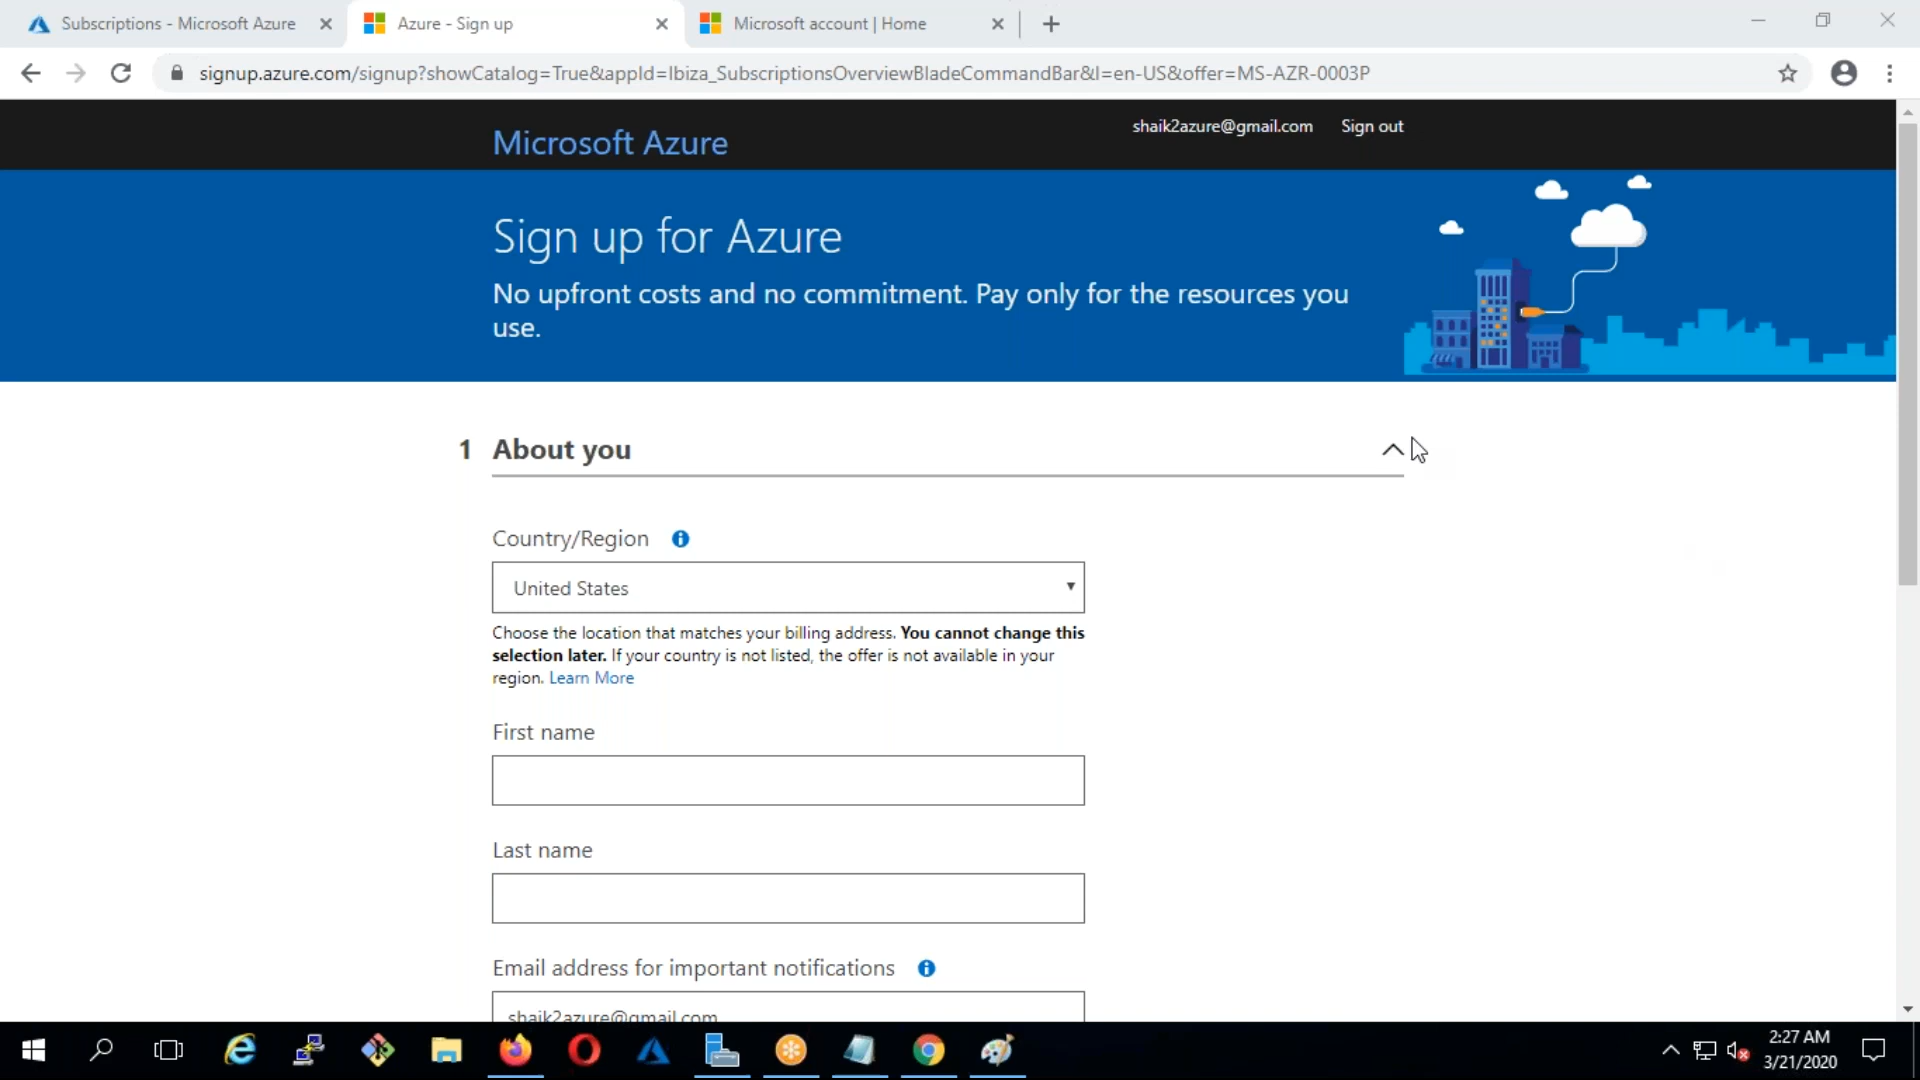 Subscriptions - Microsoft Azure
Azure - Sign up
Microsoft account | Home
signup.azure.com/signup?showCatalog=True&appId=Ibiza_SubscriptionsOverviewBladeCommandBar&l=en-US&offer=MS-AZR-0003P
Microsoft Azure
shaik2azure@gmail.com
Sign out
Sign up for Azure
No upfront costs and no commitment. Pay only for the resources you
use.
1 About you
Country/Region
United States
Choose the location that matches your billing address. You cannot change this
selection later. If your country is not listed, the offer is not available in your
region. Learn More
First name
Last name
Email address for important notifications
shaik2azure@gmail.com
2:27 AM
3/21/2020